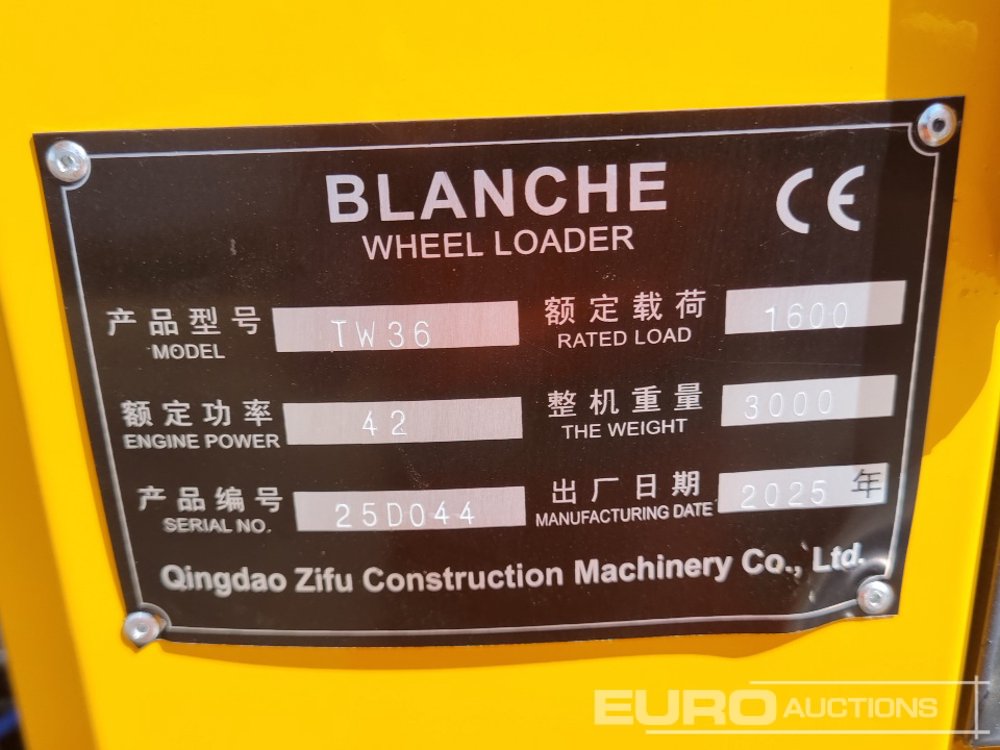 BLANCHE
CE
WHEEL LOADER
产品型号 TW36
MODEL
额定载荷 1600
RATED LOAD
额定功率 42
ENGINE POWER
整机重量 3000
THE WEIGHT
产品编号 25D044
SERIAL NO.
出厂日期 2025 年
MANUFACTURING DATE
Qingdao Zifu Construction Machinery Co., Ltd.
EURO AUCTIONS